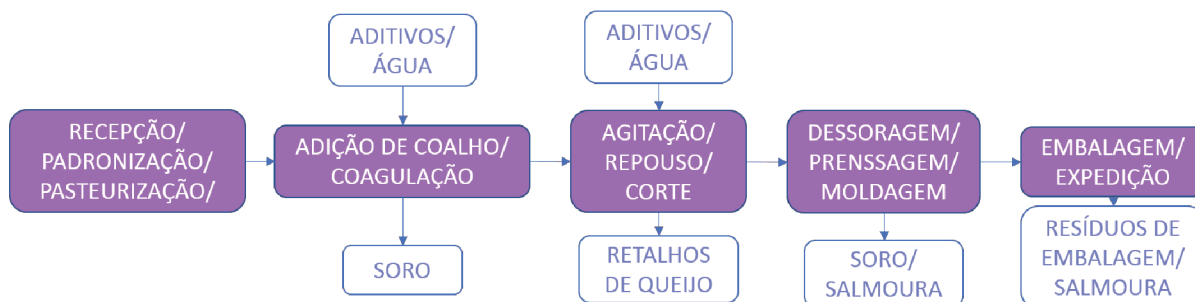 ADITIVOS/
ÁGUA
ADITIVOS/
ÁGUA
RECEPÇÃO/
PADRONIZAÇÃO/
PASTEURIZAÇÃO/
ADIÇÃO DE COALHO/
COAGULAÇÃO
AGITAÇÃO/
REPOUSO/
CORTE
DESSORAGEM/
PRENSSAGEM/
MOLDAGEM
EMBALAGEM/
EXPEDIÇÃO
SORO
RETALHOS
DE QUEIJO
SORO/
SALMOURA
RESÍDUOS DE
EMBALAGEM/
SALMOURA